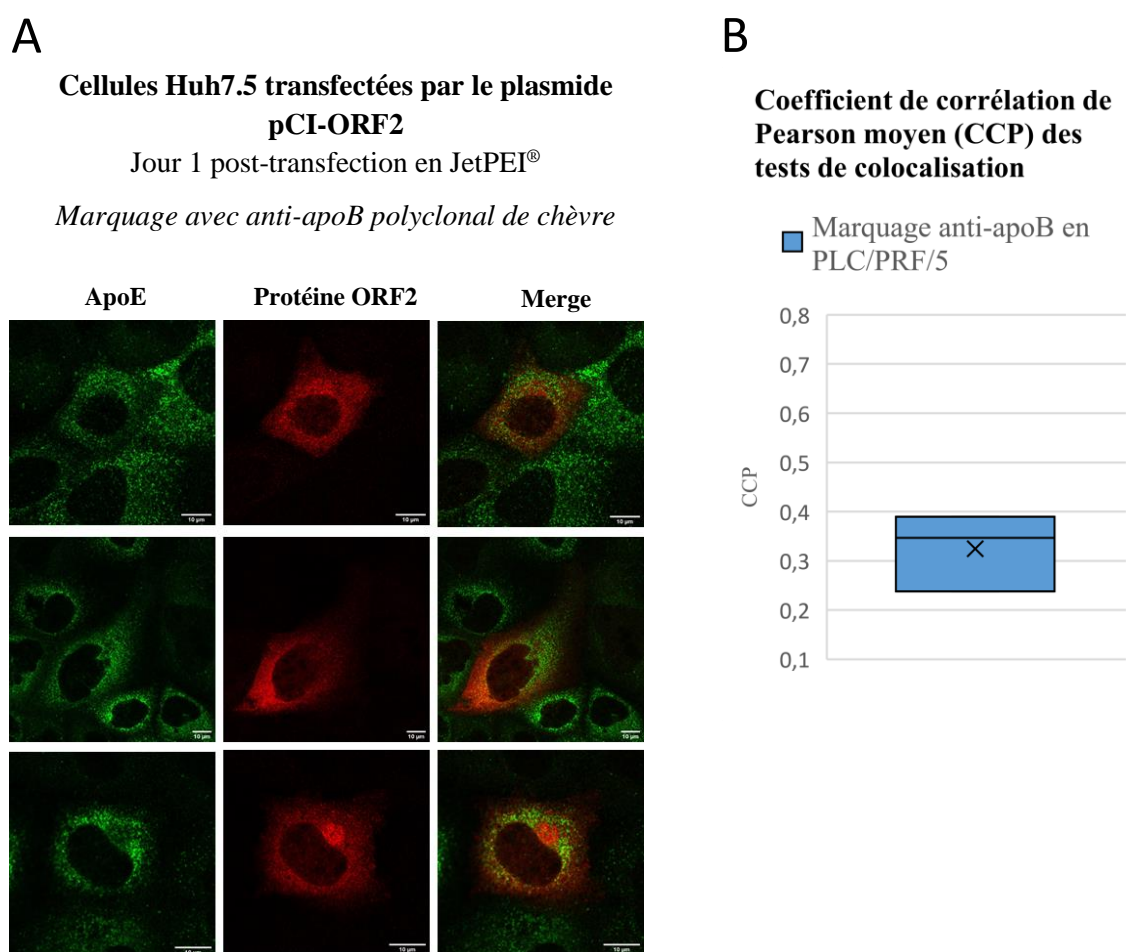 A
Cellules Huh7.5 transfectées par le plasmide
pCI-ORF2
Jour 1 post-transfection en JetPEI®
Marquage avec anti-apoB polyclonal de chèvre
ApoE Protéine ORF2 Merge
10 µm 10 µm 10 µm
10 µm 10 µm 10 µm
10 µm 10 µm 10 µm
B
Coefficient de corrélation de
Pearson moyen (CCP) des
tests de colocalisation
Marquage anti-apoB en
PLC/PRF/5
0,8
0,7
0,6
0,5
0,4
0,3
0,2
0,1
CCP